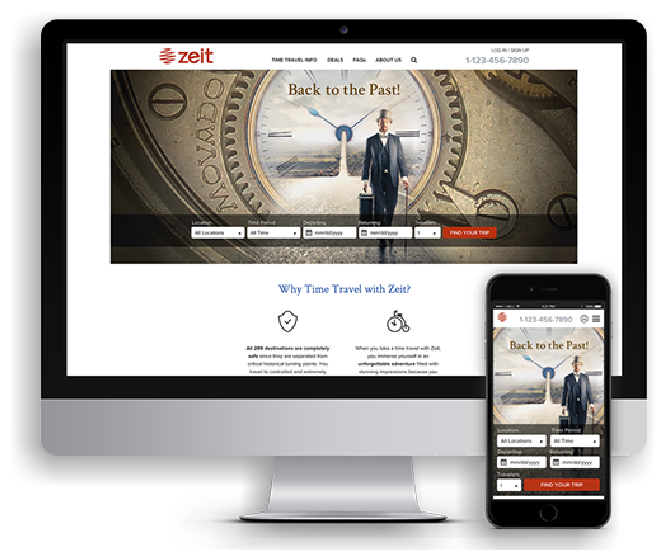 zeit
LOG IN / SIGN UP
TIME TRAVEL INFO DEALS FAQs ABOUT US
1-123-456-7890
Back to the Past!
MOVADO
Location Time Period Departing Returning Travelers
All Locations All Time mm/dd/yyyy mm/dd/yyyy 1 FIND YOUR TRIP
Why Time Travel with Zeit?
All 289 destinations are completely
safe since they are separated from
critical historical turning points. You
travel is controlled and extremely
When you take a time travel with Zeit,
you immerse yourself at an
unforgettable adventure filled with
stunning impressions because you
4:21 PM
1-123-456-7890
Back to the Past!
Location Time Period
All Locations All Time
Departing Returning
mm/dd/yyyy mm/dd/yyyy
Travelers
1 FIND YOUR TRIP